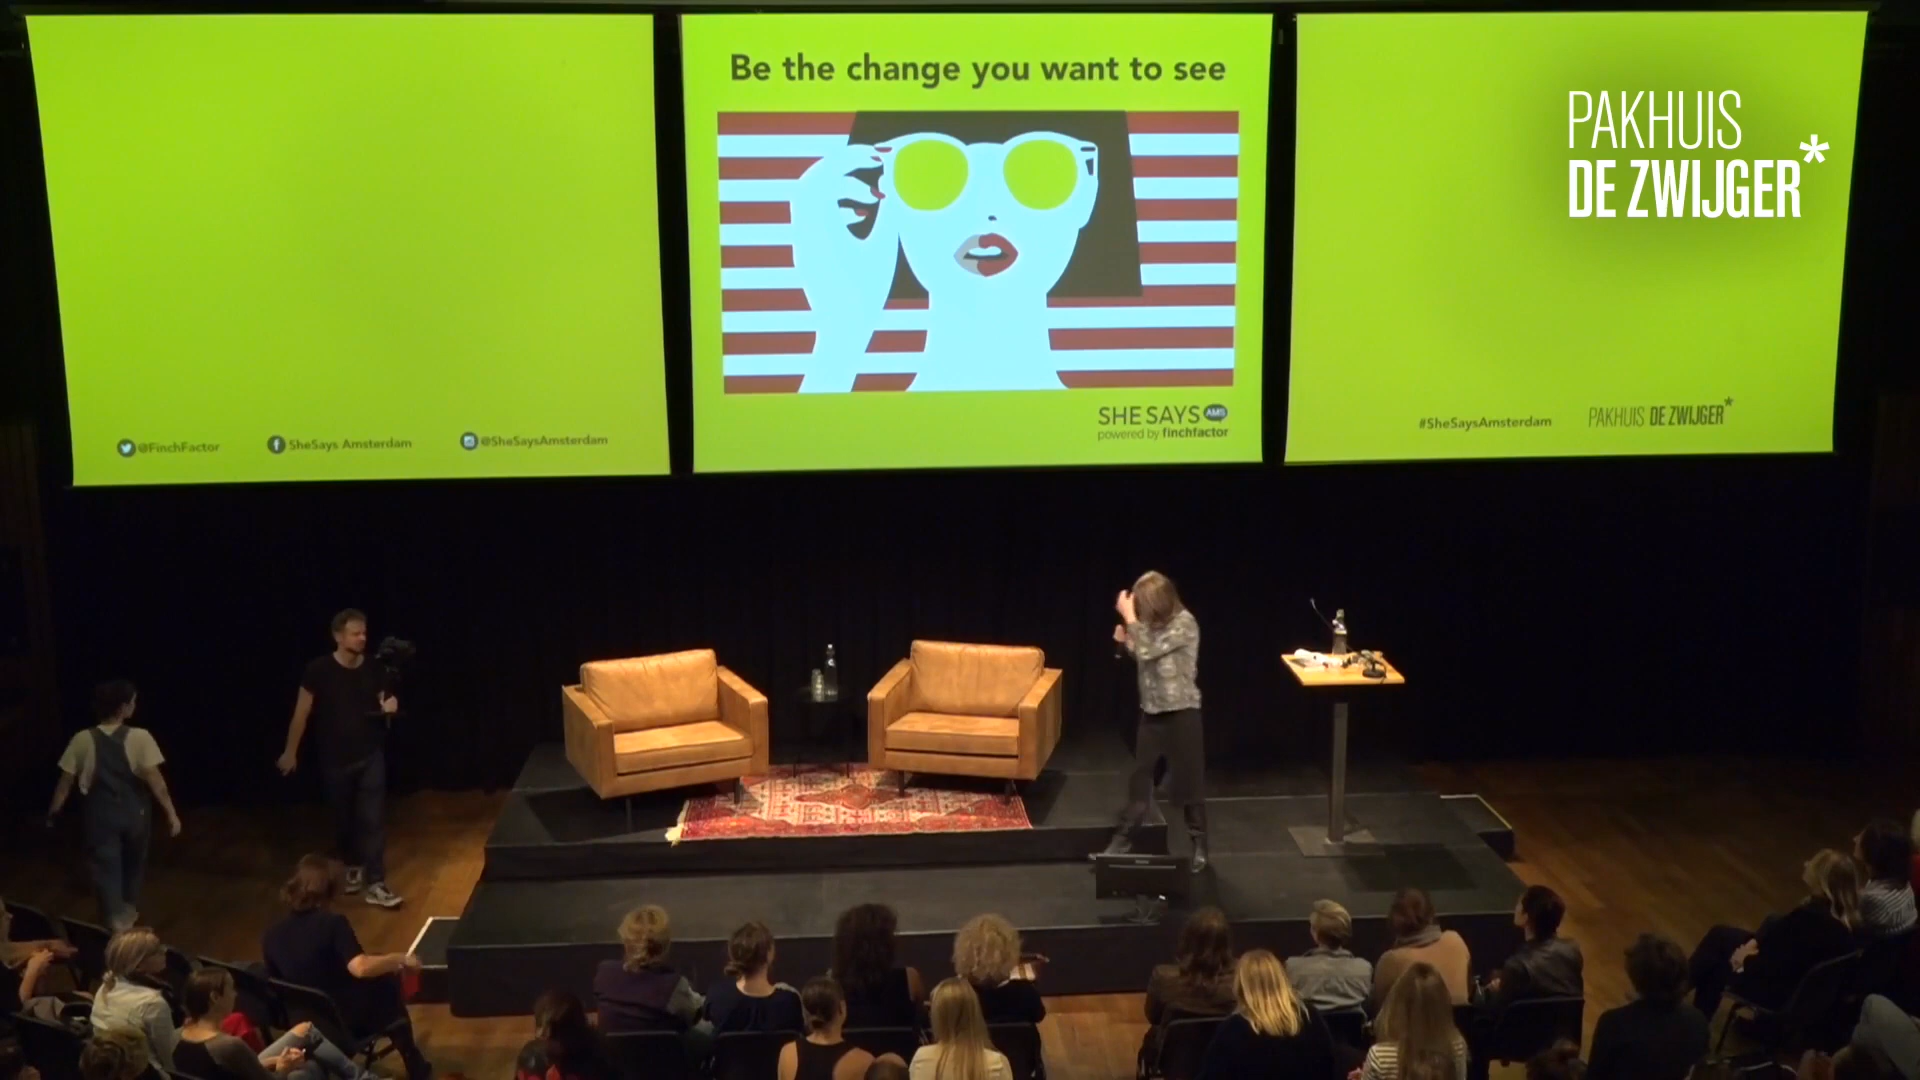 Be the change you want to see
SHE SAYS AMS
powered by finchfactor
@FinchFactor
SheSays Amsterdam
@SheSaysAmsterdam
#SheSaysAmsterdam
PAKHUIS DE ZWIJGER*
PAKHUIS
DE ZWIJGER*